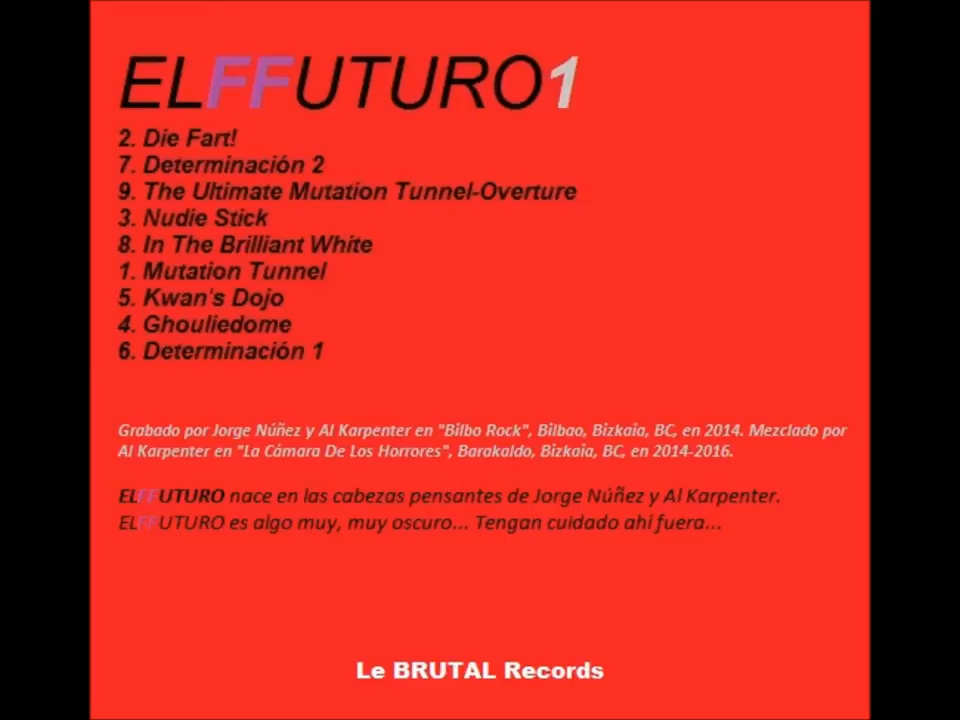 ELFFUTURO1
2. Die Fart!
7. Determinación 2
9. The Ultimate Mutation Tunnel-Overture
3. Nudie Stick
8. In The Brilliant White
1. Mutation Tunnel
5. Kwan's Dojo
4. Ghouliedome
6. Determinación 1
Grabado por Jorge Núñez y Al Karpenter en "Bilbo Rock", Bilbao, Bizkaia, BC, en 2014. Mezclado por
Al Karpenter en "La Cámara De Los Horrores", Barakaldo, Bizkaia, BC, en 2014-2016.
ELFFUTURO nace en las cabezas pensantes de Jorge Núñez y Al Karpenter.
ELFFUTURO es algo muy, muy oscuro... Tengan cuidado ahí fuera...
Le BRUTAL Records